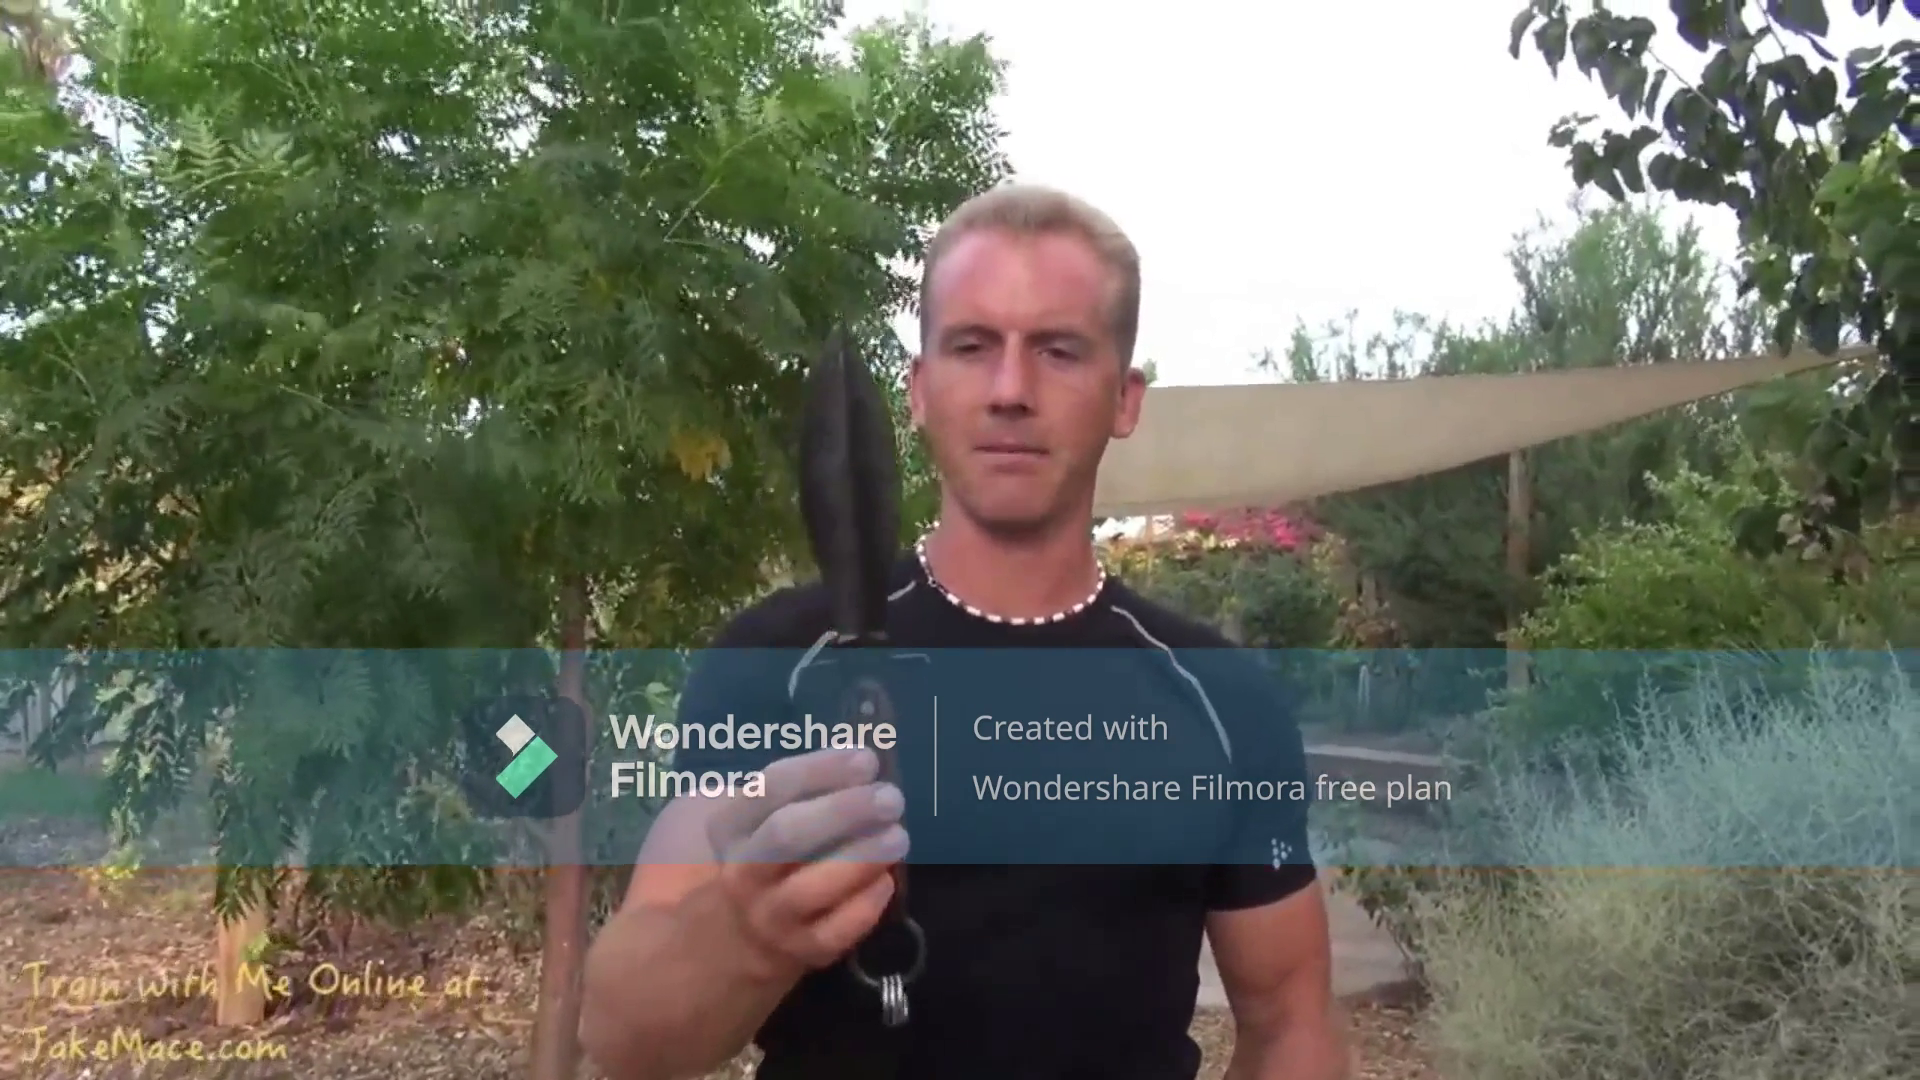 Wondershare
Filmora
Created with
Wondershare Filmora free plan
Train with Me Online at:
JakeMace.com